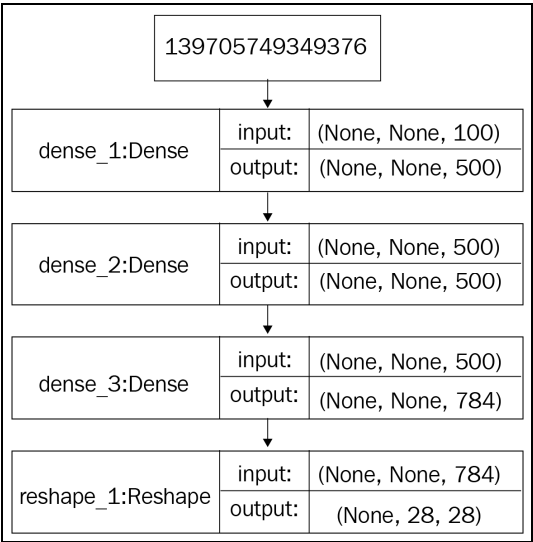 139705749349376
dense_1:Dense
input: (None, None, 100)
output: (None, None, 500)
dense_2:Dense
input: (None, None, 500)
output: (None, None, 500)
dense_3:Dense
input: (None, None, 500)
output: (None, None, 784)
reshape_1:Reshape
input: (None, None, 784)
output: (None, 28, 28)